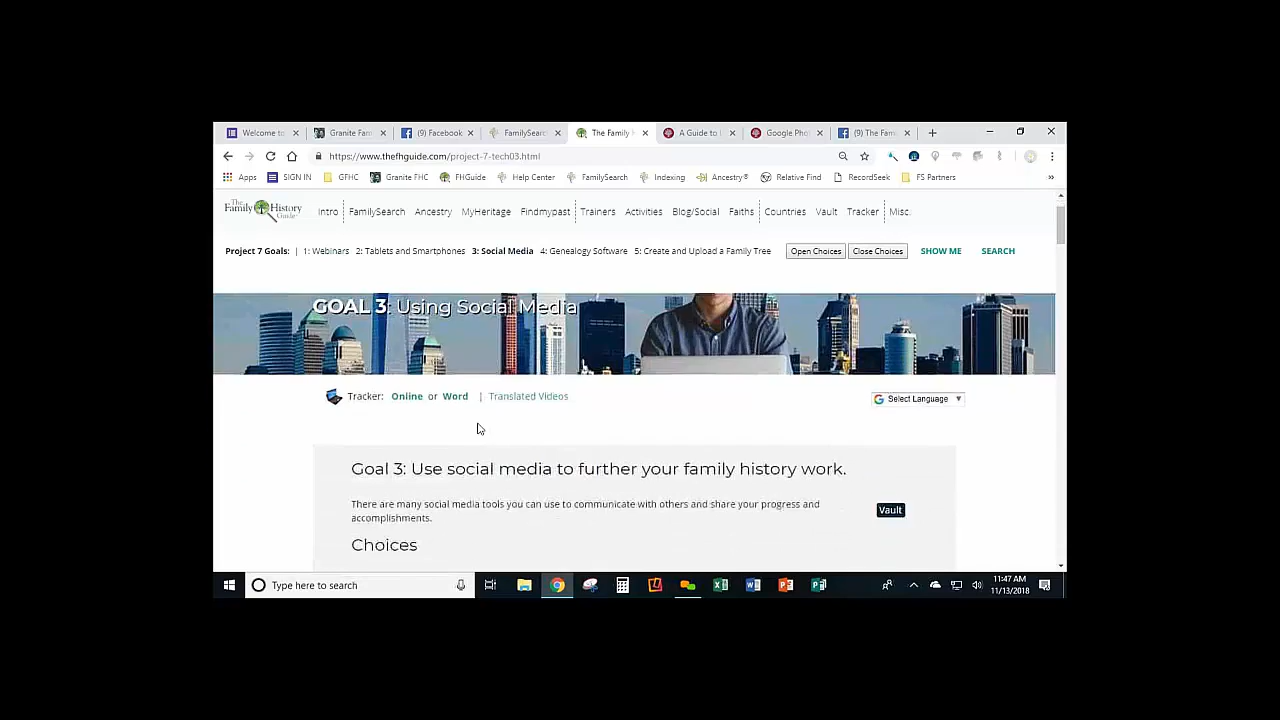 Welcome to
Granite Fam
(9) Facebook
FamilySearc
The Family H
A Guide to
Google Pho
(9) The Fam
https://www.thefhguide.com/project-7-tech03.html
Apps SIGN IN GFHC Granite FHC FHGuide Help Center FamilySearch Indexing Ancestry® Relative Find RecordSeek FS Partners »
The Family History Guide
Intro FamilySearch Ancestry MyHeritage Findmypast Trainers Activities Blog/Social Faiths Countries Vault Tracker Misc.
Project 7 Goals: | 1: Webinars 2: Tablets and Smartphones 3: Social Media 4: Genealogy Software 5: Create and Upload a Family Tree Open Choices Close Choices SHOW ME SEARCH
GOAL 3: Using Social Media
Tracker: Online or Word | Translated Videos
Select Language ▼
Goal 3: Use social media to further your family history work.
There are many social media tools you can use to communicate with others and share your progress and
accomplishments.
Vault
Choices
Type here to search
11:47 AM
11/13/2018